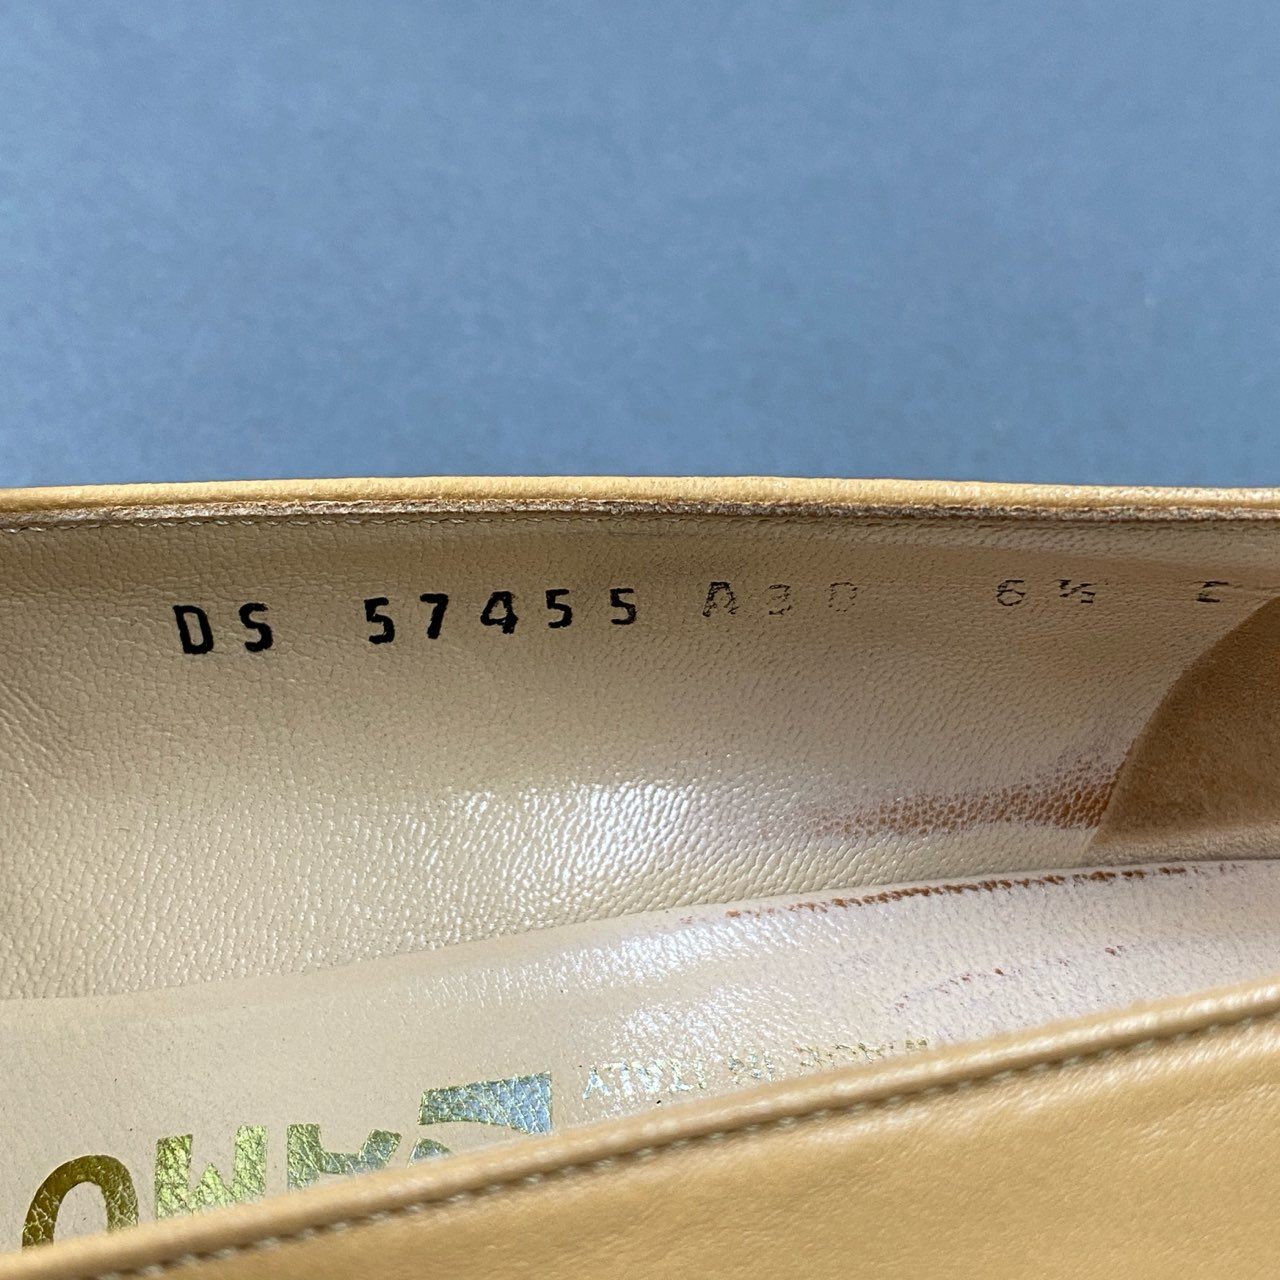 DS 57455 A30 6½
MADE IN ITALY